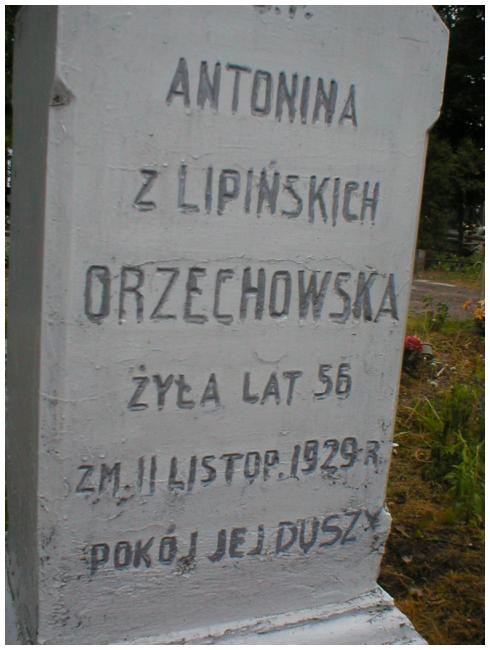 Ś.P.
ANTONINA
Z LIPIŃSKICH
ORZECHOWSKA
ŻYŁA LAT 56
ZM. 11 LISTOP. 1929 R
POKÓJ JEJ DUSZY